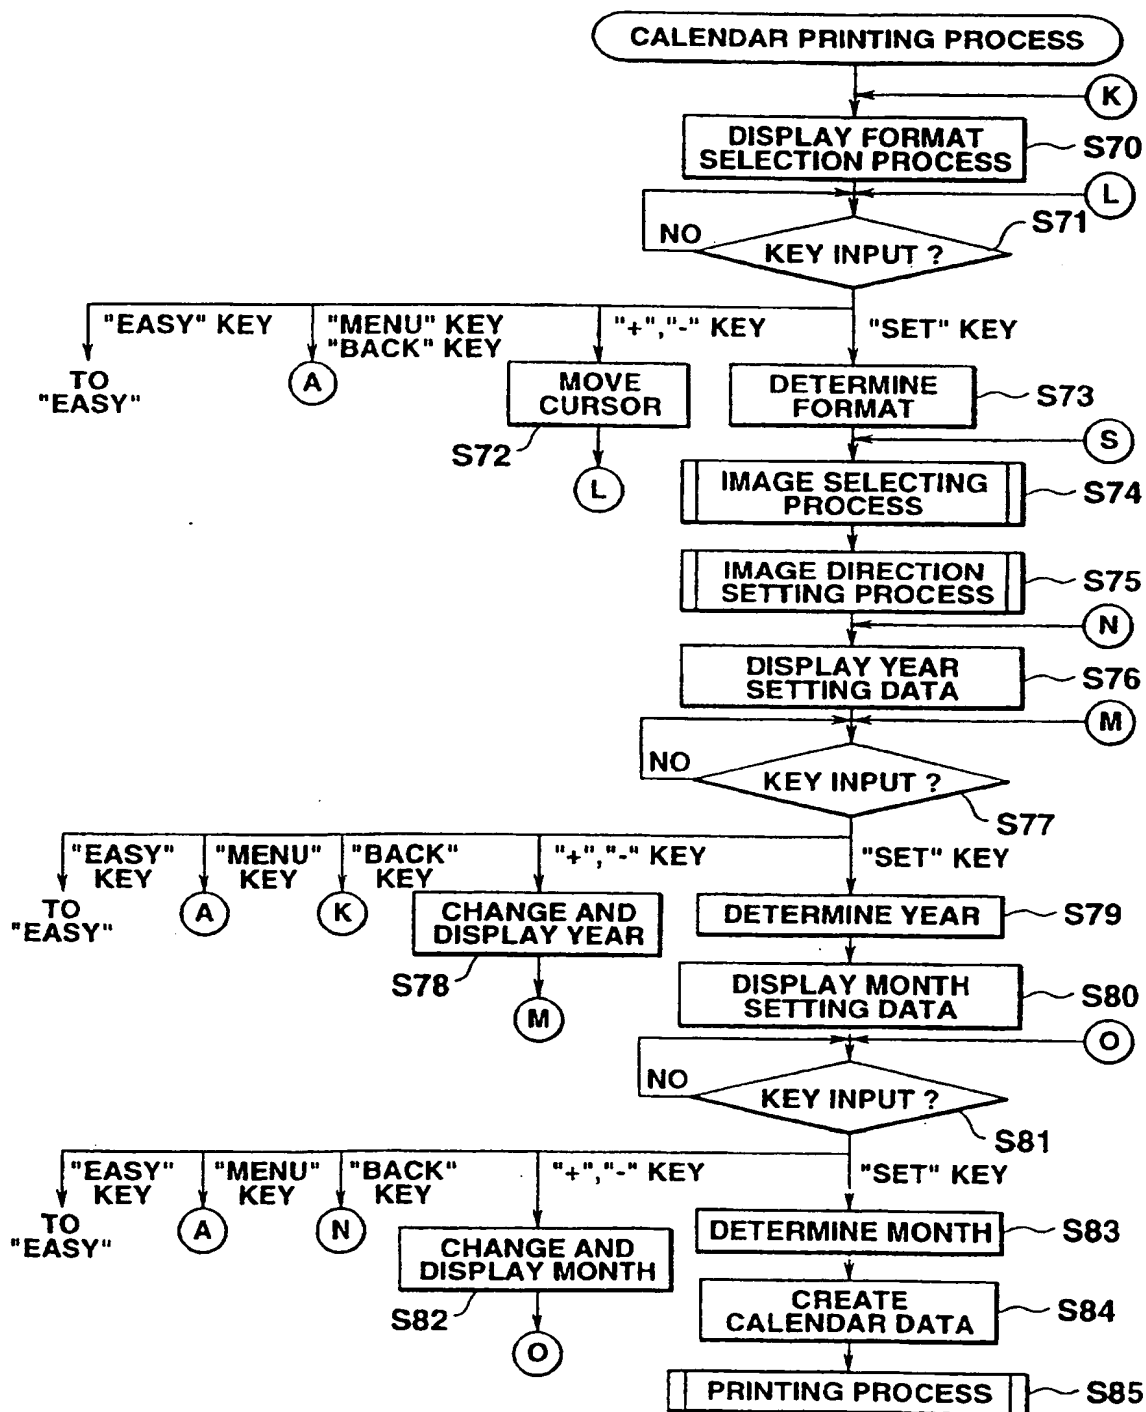 CALENDAR PRINTING PROCESS
K
DISPLAY FORMAT
SELECTION PROCESS
S70
L
S71
NO
KEY INPUT ?
"EASY" KEY
"MENU" KEY
"BACK" KEY
"+","-" KEY
"SET" KEY
TO
"EASY"
A
MOVE
CURSOR
S72
L
DETERMINE
FORMAT
S73
S
IMAGE SELECTING
PROCESS
S74
IMAGE DIRECTION
SETTING PROCESS
S75
N
DISPLAY YEAR
SETTING DATA
S76
M
NO
KEY INPUT ?
S77
"EASY"
KEY
"MENU"
KEY
"BACK"
KEY
"+","-" KEY
"SET" KEY
TO
"EASY"
A
K
CHANGE AND
DISPLAY YEAR
S78
M
DETERMINE YEAR
S79
DISPLAY MONTH
SETTING DATA
S80
O
NO
KEY INPUT ?
S81
"EASY"
KEY
"MENU"
KEY
"BACK"
KEY
"+","-" KEY
"SET" KEY
TO
"EASY"
A
N
CHANGE AND
DISPLAY MONTH
S82
O
DETERMINE MONTH
S83
CREATE
CALENDAR DATA
S84
PRINTING PROCESS
S85